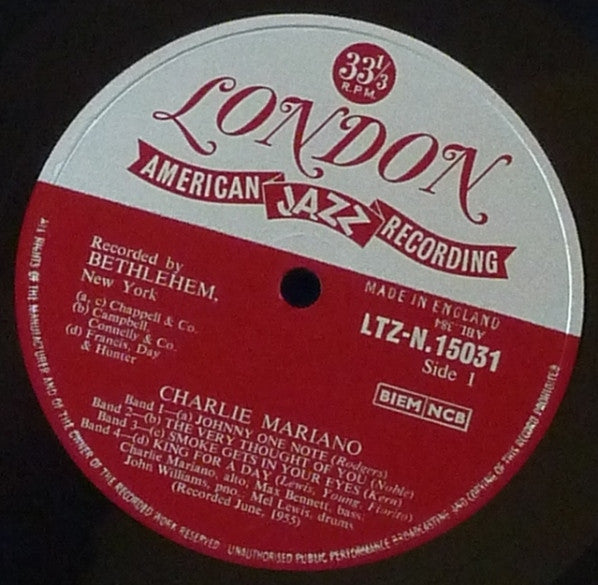 33 1/3
R.P.M.
LONDON
AMERICAN JAZZ RECORDING
MADE IN ENGLAND
Recorded by
BETHLEHEM,
New York
(a, c) Chappell & Co.
(b) Campbell,
Connelly & Co.
(d) Francis, Day
& Hunter
ARL-
LTZ-N.15031
Side 1
BIEM NCB
CHARLIE MARIANO
Band 1—(a) JOHNNY ONE NOTE (Rodgers)
Band 2—(b) THE VERY THOUGHT OF YOU (Noble)
Band 3—(c) SMOKE GETS IN YOUR EYES (Kern)
Band 4—(d) KING FOR A DAY (Lewis, Young, Fiorito)
Charlie Mariano, alto, Max Bennett, bass,
John Williams, pno., Mel Lewis, drums
(Recorded June, 1955)
ALL RIGHTS OF THE MANUFACTURER AND OF THE OWNER OF THE RECORDED WORK RESERVED UNAUTHORISED PUBLIC PERFORMANCE BROADCASTING AND COPYING OF THIS RECORD PROHIBITED